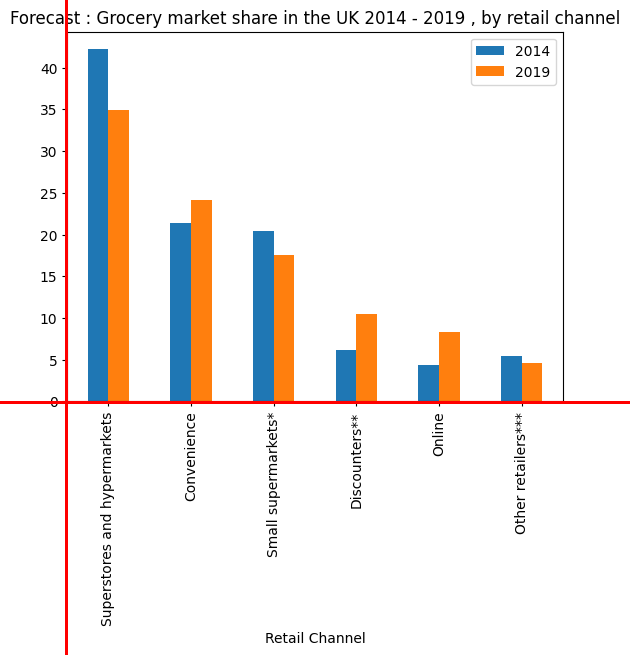 Forecast : Grocery market share in the UK 2014 - 2019 , by retail channel
2014
2019
40
35
30
25
20
15
10
5
0
Superstores and hypermarkets
Convenience
Small supermarkets*
Discounters**
Online
Other retailers***
Retail Channel